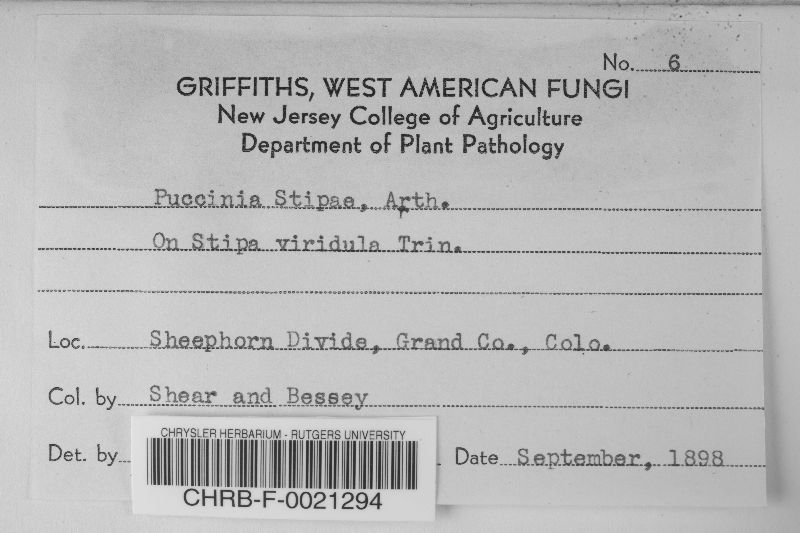 No. 6
GRIFFITHS, WEST AMERICAN FUNGI
New Jersey College of Agriculture
Department of Plant Pathology
Puccinia Stipae, Arth.
On Stipa viridula Trin.
Loc. Sheephorn Divide, Grand Co., Colo.
Col. by Shear and Bessey
Det. by
Date September, 1898
CHRYSLER HERBARIUM - RUTGERS UNIVERSITY
CHRB-F-0021294